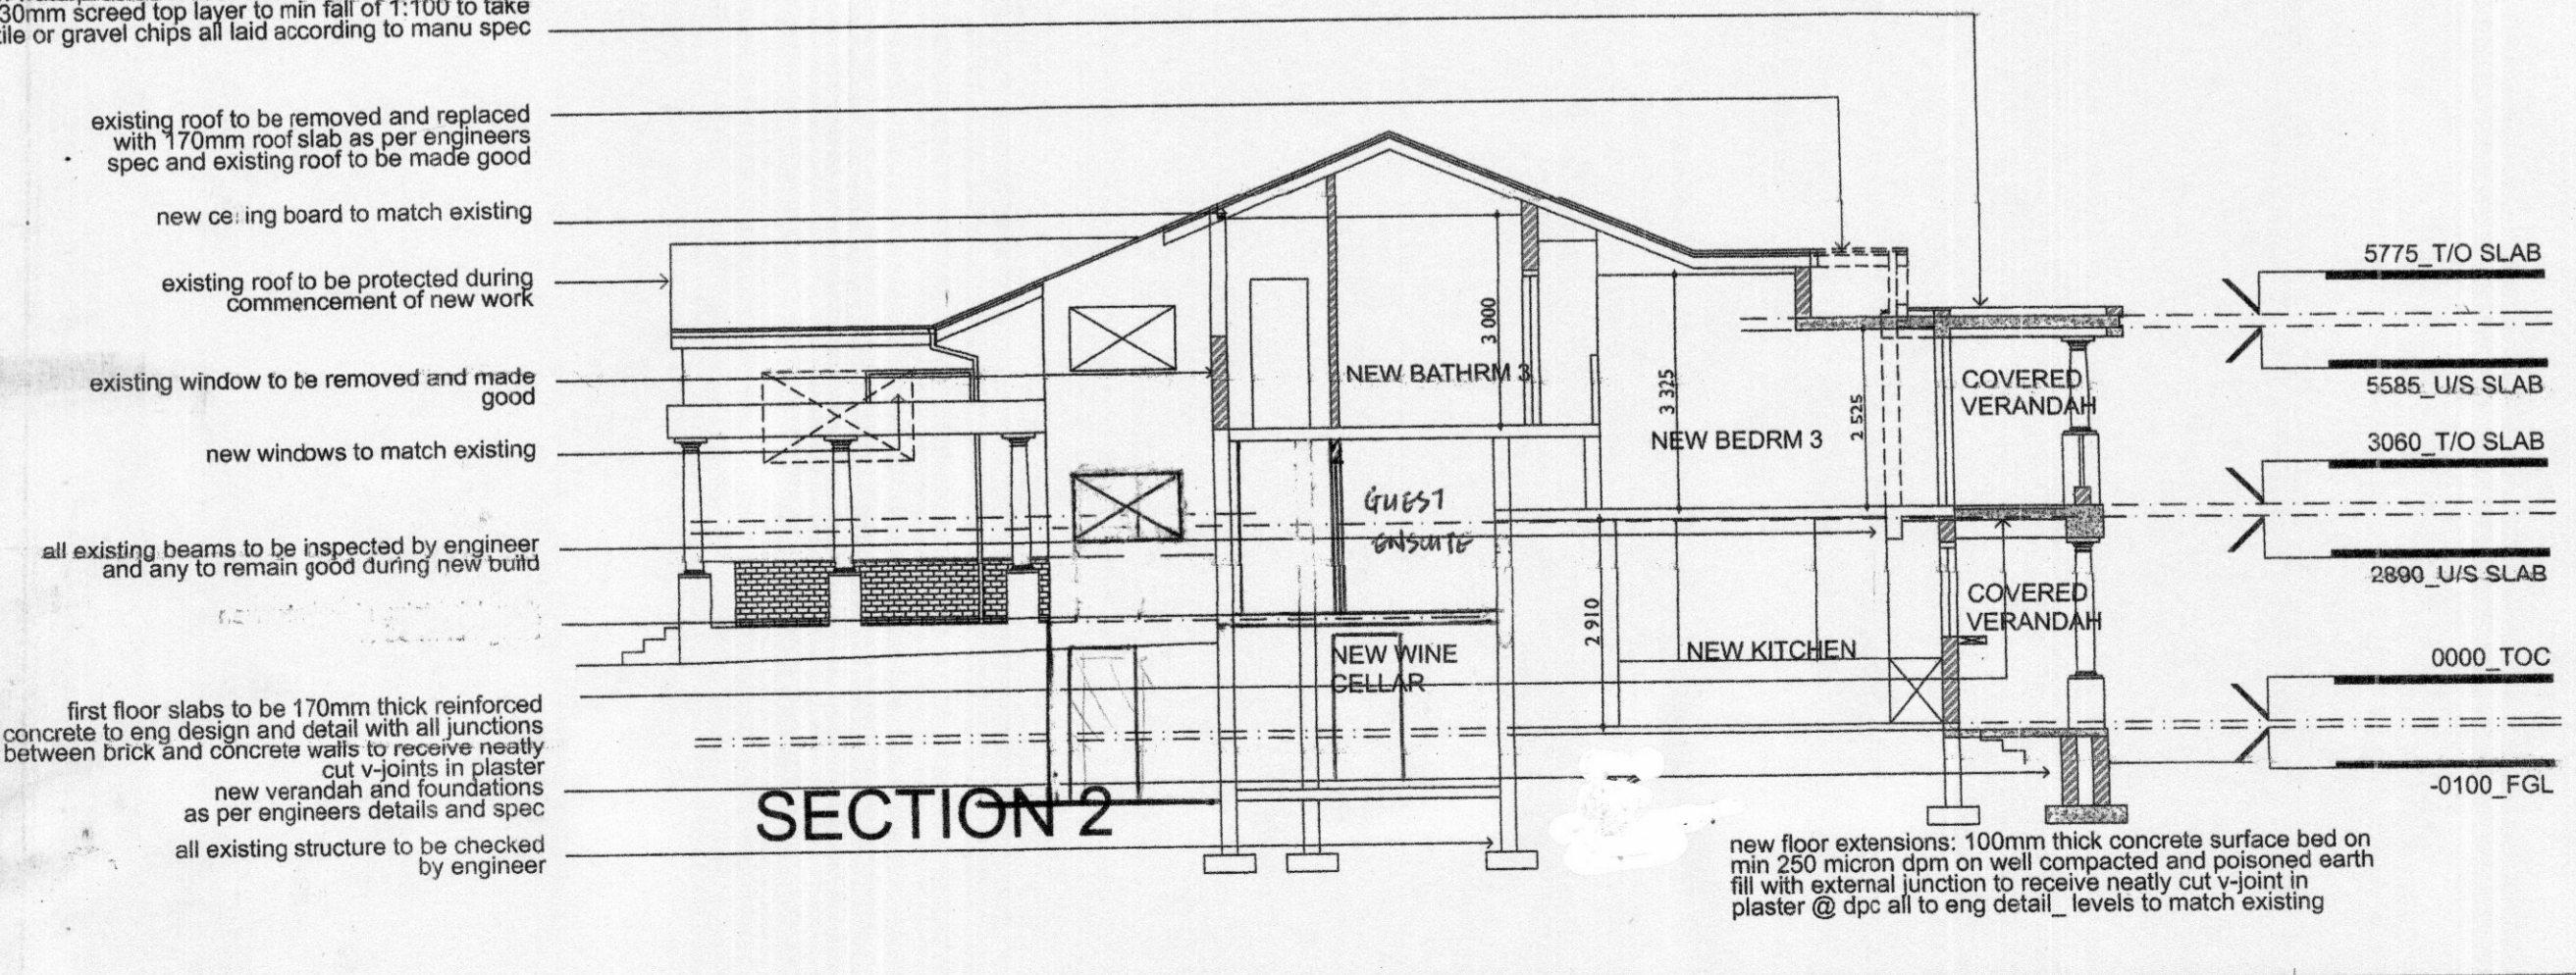 30mm screed top layer to min fall of 1:100 to take
tile or gravel chips all laid according to manu spec
existing roof to be removed and replaced
with 170mm roof slab as per engineers
spec and existing roof to be made good
new ce ing board to match existing
existing roof to be protected during
commencement of new work
existing window to be removed and made
good
new windows to match existing
all existing beams to be inspected by engineer
and any to remain good during new build
first floor slabs to be 170mm thick reinforced
concrete to eng design and detail with all junctions
between brick and concrete walls to receive neatly
cut v-joints in plaster
new verandah and foundations
as per engineers details and spec
all existing structure to be checked
by engineer
3 000
NEW BATHRM 3
3 325
NEW BEDRM 3
2 525
COVERED
VERANDAH
GUEST
ENSUITE
2 910
NEW WINE
CELLAR
NEW KITCHEN
COVERED
VERANDAH
5775_T/O SLAB
5585_U/S SLAB
3060_T/O SLAB
2890_U/S SLAB
0000_TOC
-0100_FGL
SECTION 2
new floor extensions: 100mm thick concrete surface bed on
min 250 micron dpm on well compacted and poisoned earth
fill with external junction to receive neatly cut v-joint in
plaster @ dpc all to eng detail_ levels to match existing